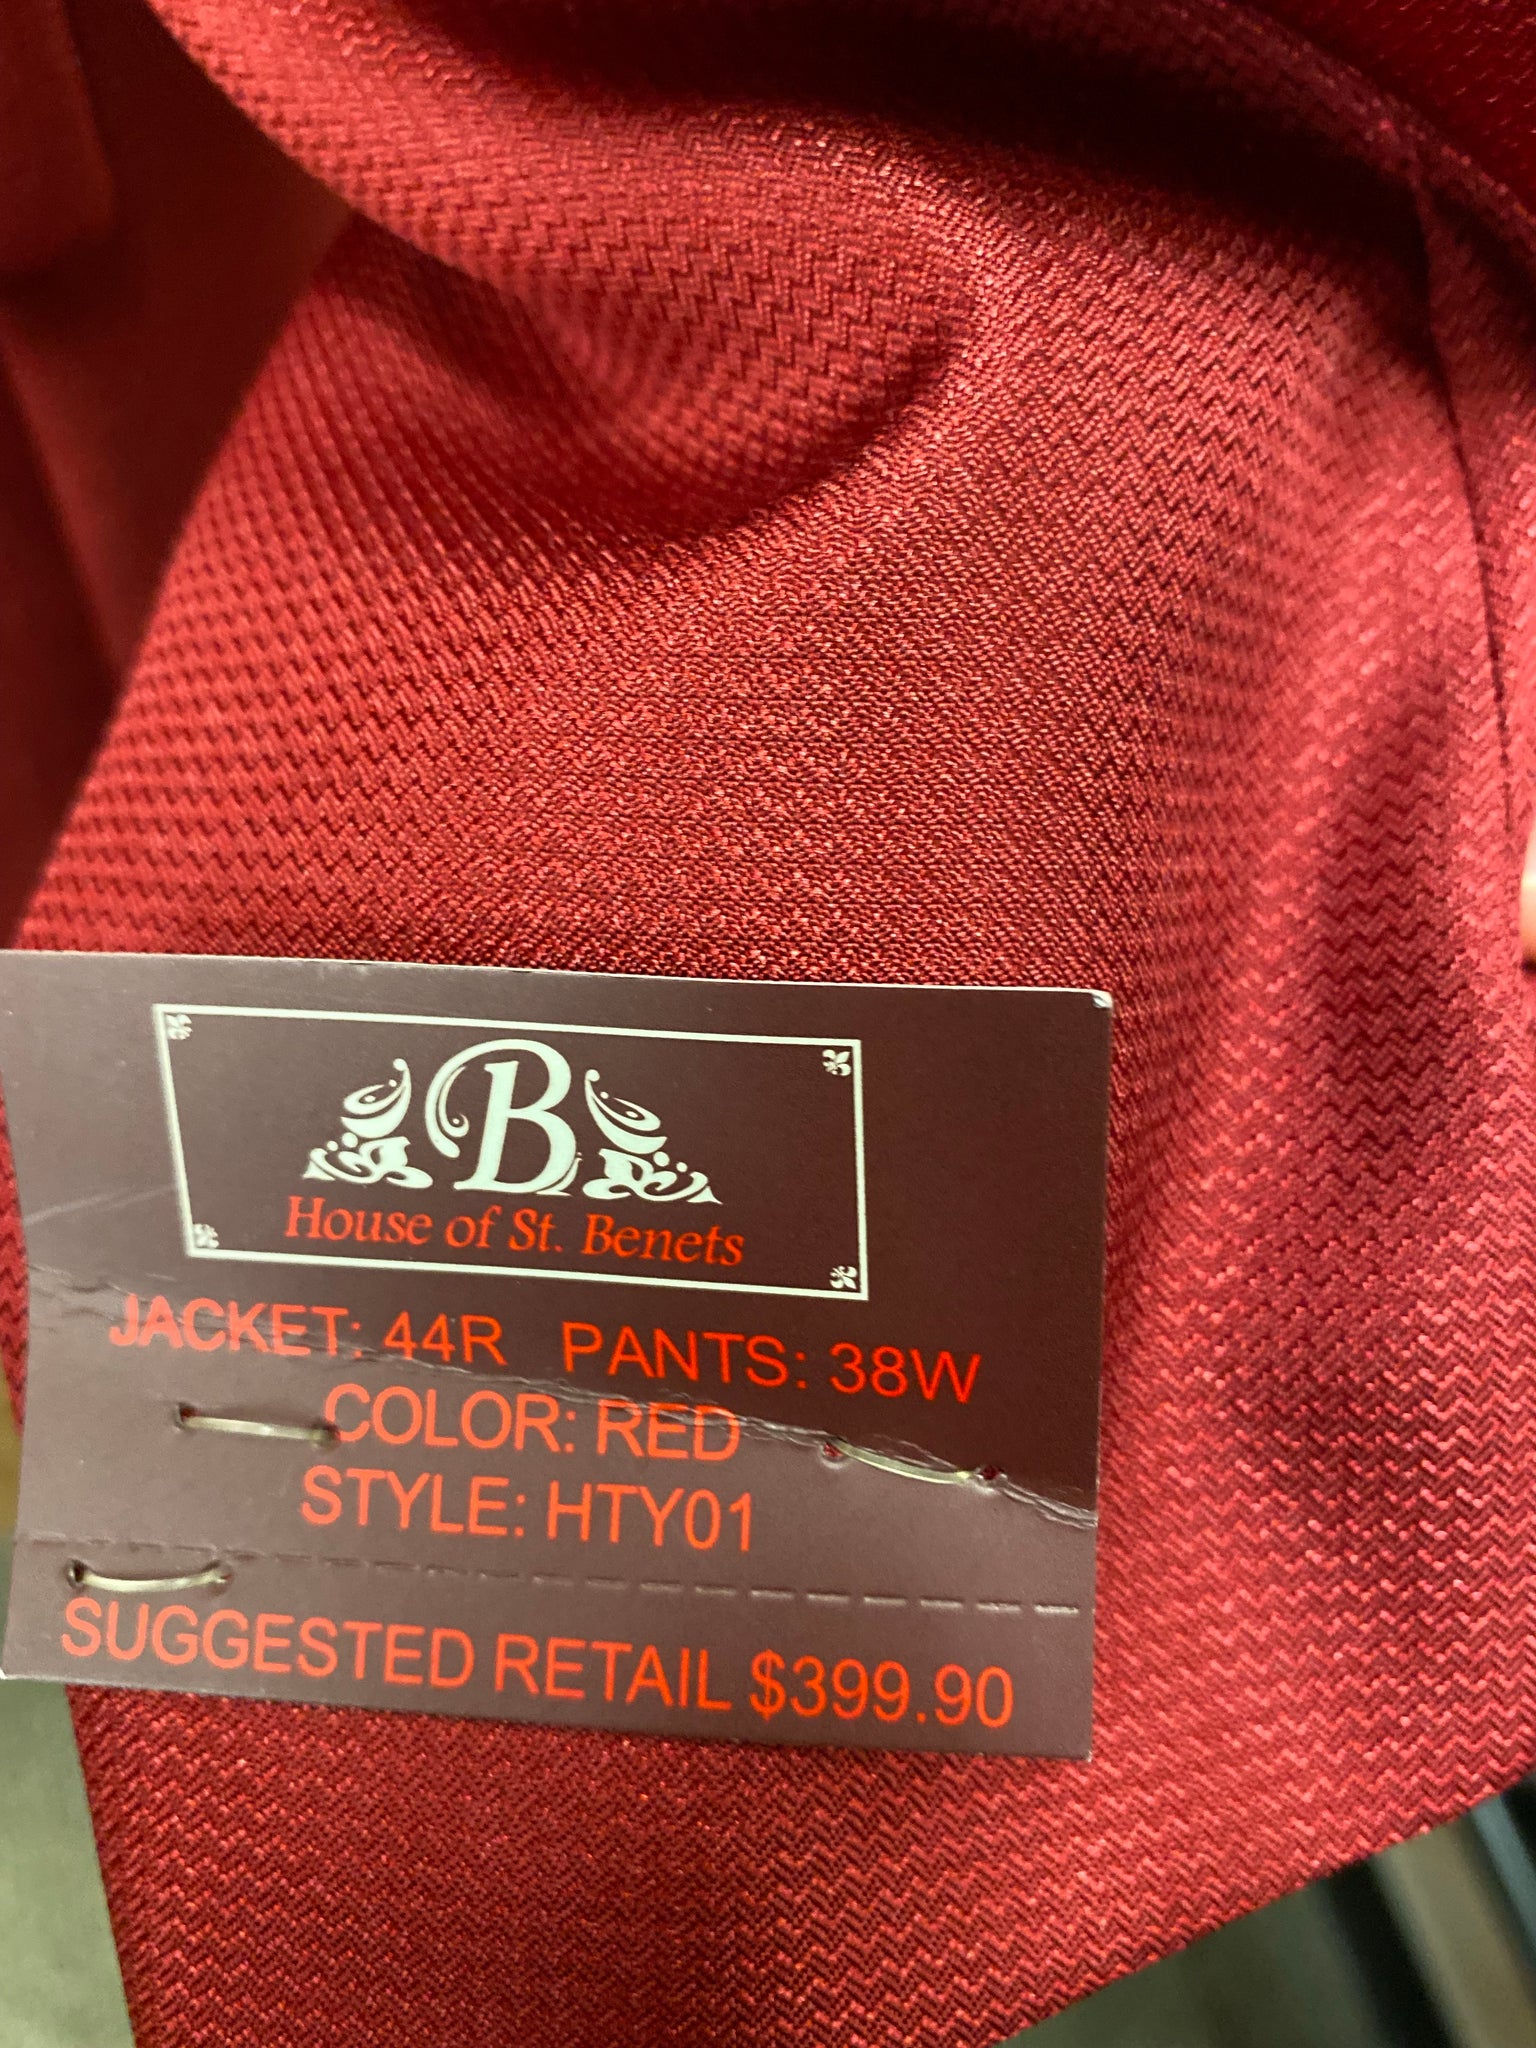 B
House of St. Benets
JACKET: 44R PANTS: 38W
COLOR: RED
STYLE: HTY01
SUGGESTED RETAIL $399.90